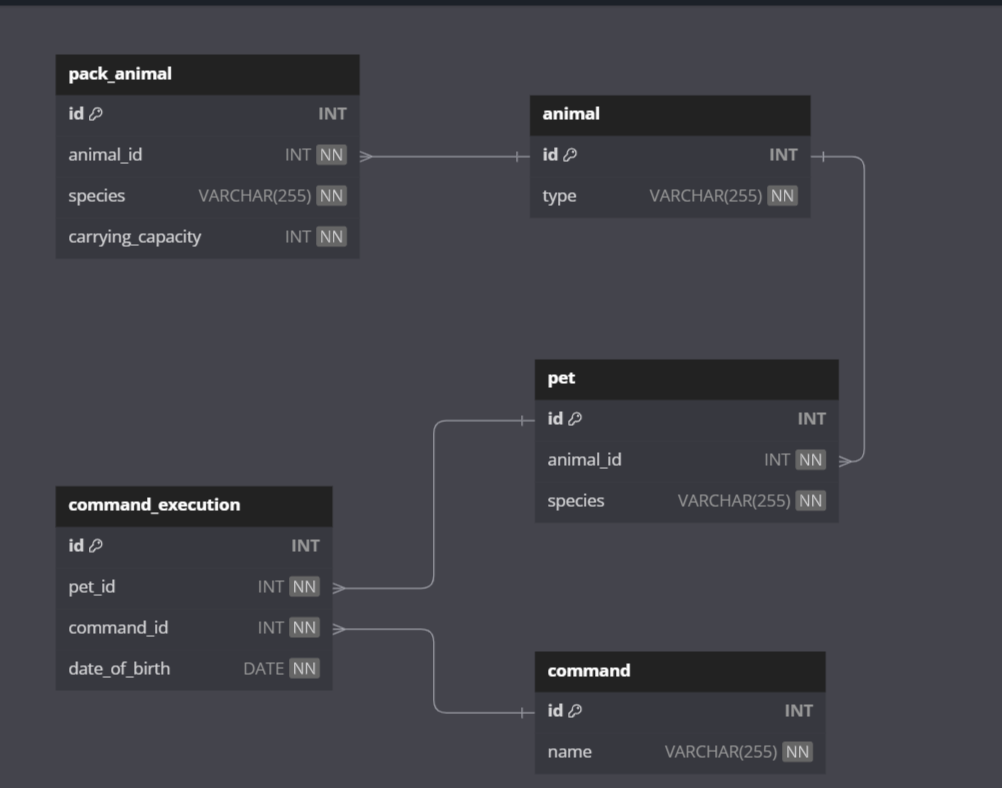 pack_animal
id INT
animal_id INT NN
species VARCHAR(255) NN
carrying_capacity INT NN
animal
id INT
type VARCHAR(255) NN
pet
id INT
animal_id INT NN
species VARCHAR(255) NN
command_execution
id INT
pet_id INT NN
command_id INT NN
date_of_birth DATE NN
command
id INT
name VARCHAR(255) NN